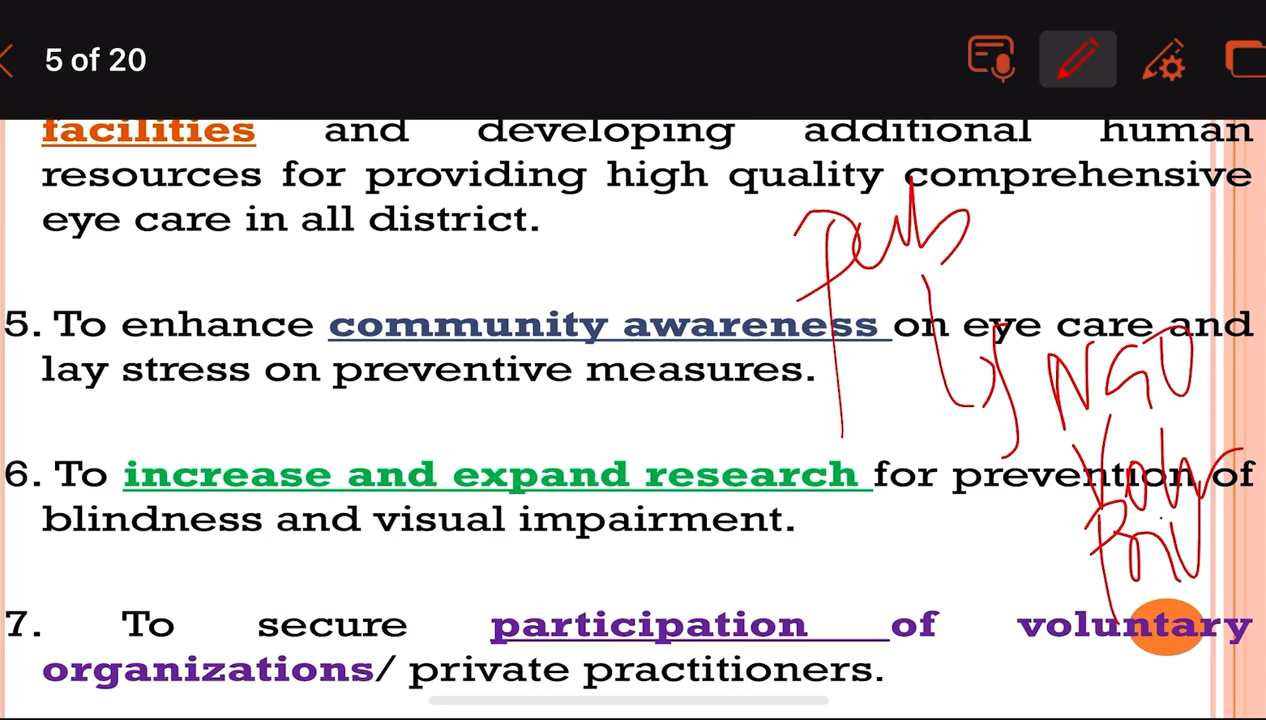 5 of 20
facilities and developing additional human
resources for providing high quality comprehensive
eye care in all district.
5. To enhance community awareness on eye care and
lay stress on preventive measures.
6. To increase and expand research for prevention of
blindness and visual impairment.
7. To secure participation of voluntary
organizations/ private practitioners.
Pub
NGO